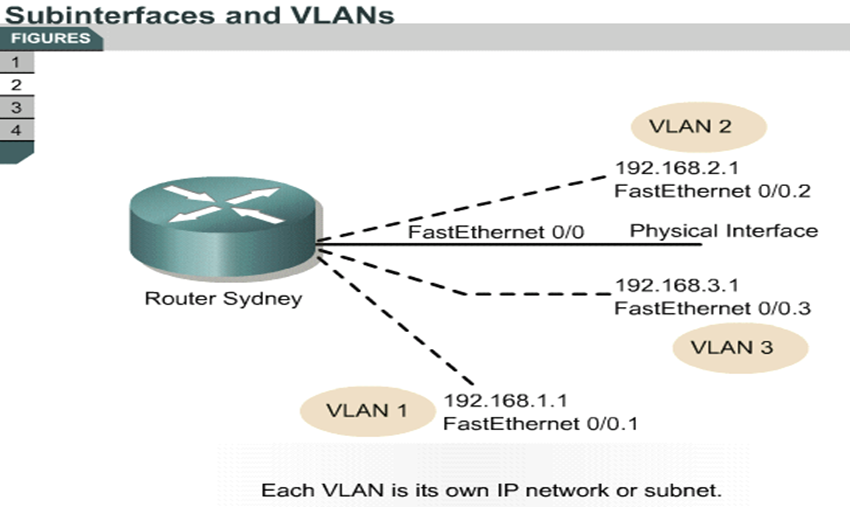 Subinterfaces and VLANs
FIGURES
1
2
3
4
VLAN 2
192.168.2.1
FastEthernet 0/0.2
FastEthernet 0/0
Physical Interface
192.168.3.1
FastEthernet 0/0.3
Router Sydney
VLAN 3
VLAN 1
192.168.1.1
FastEthernet 0/0.1
Each VLAN is its own IP network or subnet.